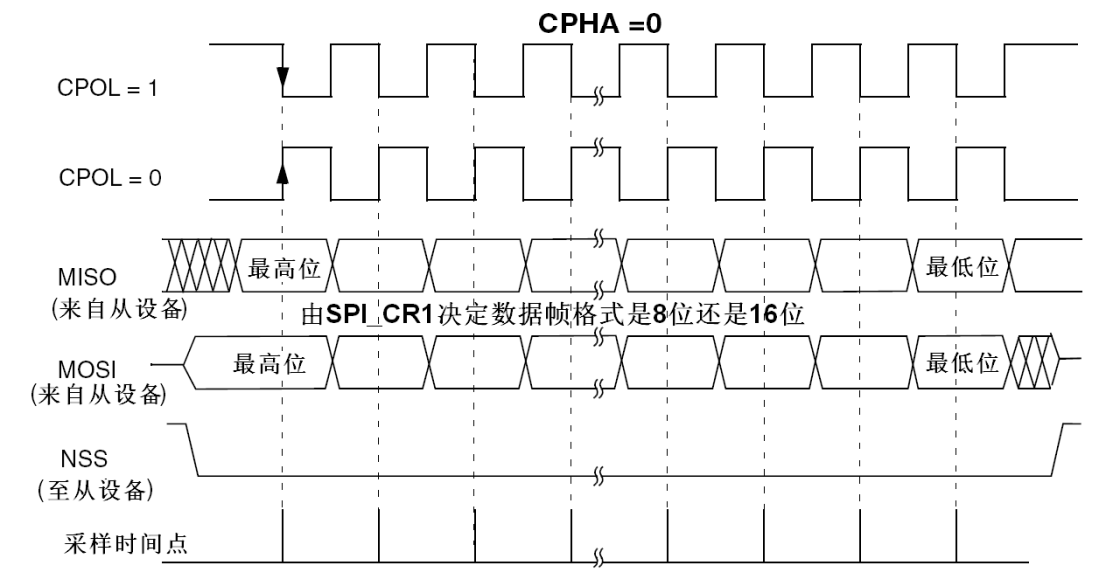 CPHA =0
CPOL = 1
CPOL = 0
MISO
(来自从设备)
最高位
最低位
由SPI_CR1决定数据帧格式是8位还是16位
MOSI
(来自从设备)
最高位
最低位
NSS
(至从设备)
采样时间点